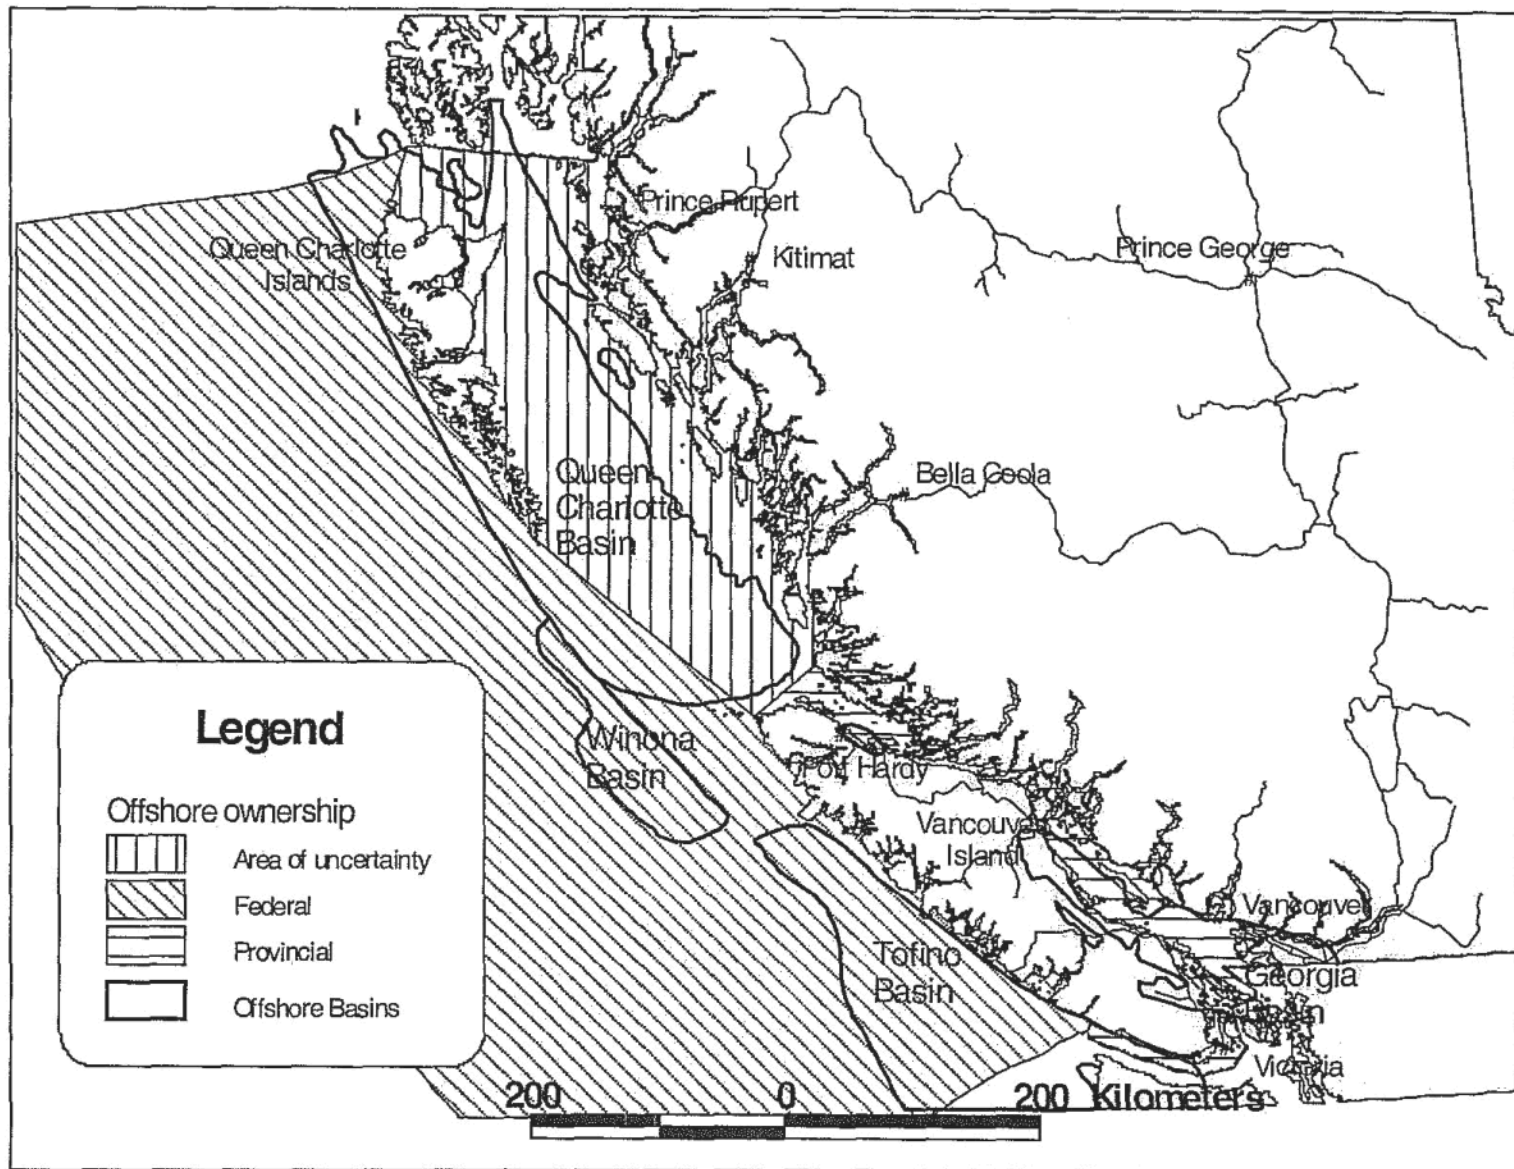 Prince Rupert
Queen Charlotte
Islands
Kitimat
Prince George
Queen
Charlotte
Basin
Bella Coola
Winona
Basin
Port Hardy
Vancouver
Island
Vancouver
Tofino
Basin
Georgia
Basin
Victoria
Legend
Offshore ownership
Area of uncertainty
Federal
Provincial
Offshore Basins
200 0 200 Kilometers